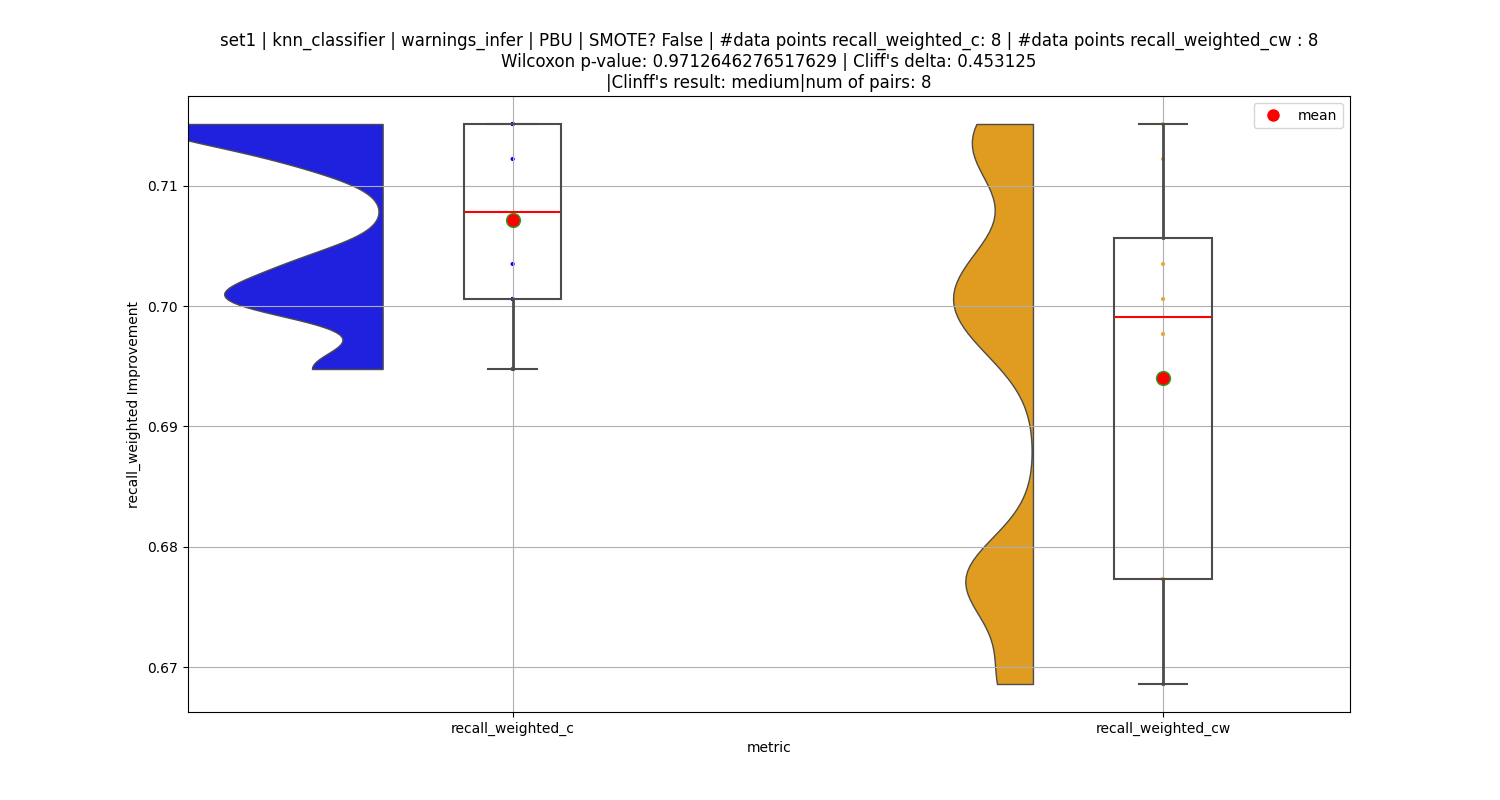 set1 | knn_classifier | warnings_infer | PBU | SMOTE? False | #data points recall_weighted_c: 8 | #data points recall_weighted_cw : 8
Wilcoxon p-value: 0.9712646276517629 | Cliff's delta: 0.453125
|Clinff's result: medium|num of pairs: 8
mean
0.71
0.70
0.69
0.68
0.67
recall_weighted Improvement
recall_weighted_c
recall_weighted_cw
metric